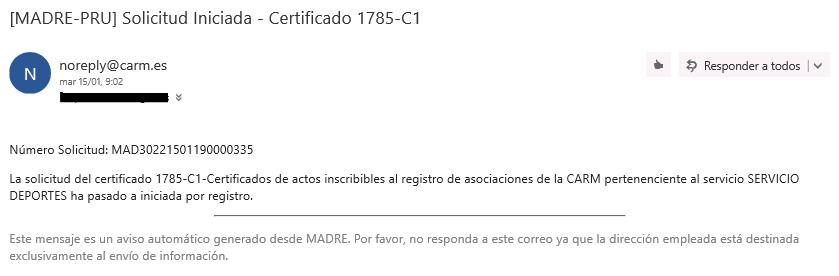 [MADRE-PRU] Solicitud Iniciada - Certificado 1785-C1
N
noreply@carm.es
mar 15/01, 9:02
Responder a todos
Número Solicitud: MAD30221501190000335
La solicitud del certificado 1785-C1-Certificados de actos inscribibles al registro de asociaciones de la CARM pertenenciente al servicio SERVICIO
DEPORTES ha pasado a iniciada por registro.
Este mensaje es un aviso automático generado desde MADRE. Por favor, no responda a este correo ya que la dirección empleada está destinada
exclusivamente al envío de información.